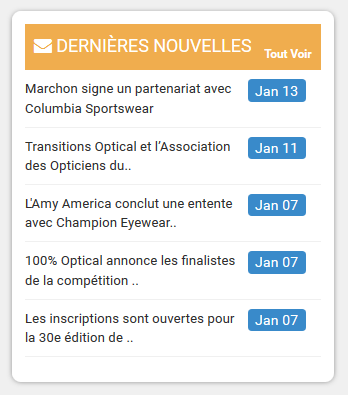 DERNIÈRES NOUVELLES Tout Voir
Marchon signe un partenariat avec Jan 13
Columbia Sportswear
Transitions Optical et l’Association Jan 11
des Opticiens du..
L'Amy America conclut une entente Jan 07
avec Champion Eyewear..
100% Optical annonce les finalistes Jan 07
de la compétition ..
Les inscriptions sont ouvertes pour Jan 07
la 30e édition de ..